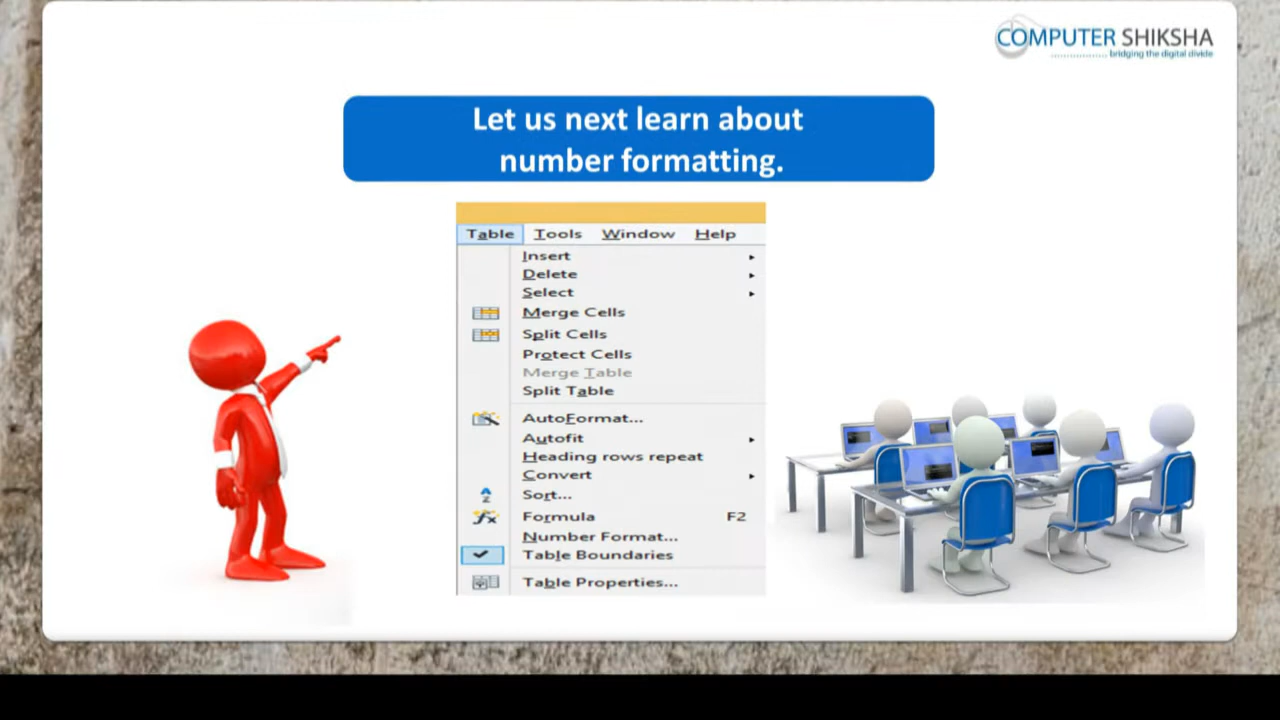 COMPUTER SHIKSHA
bridging the digital divide
Let us next learn about
number formatting.
Table Tools Window Help
Insert
Delete
Select
Merge Cells
Split Cells
Protect Cells
Merge Table
Split Table
AutoFormat...
Autofit
Heading rows repeat
Convert
Sort...
Formula F2
Number Format...
Table Boundaries
Table Properties...